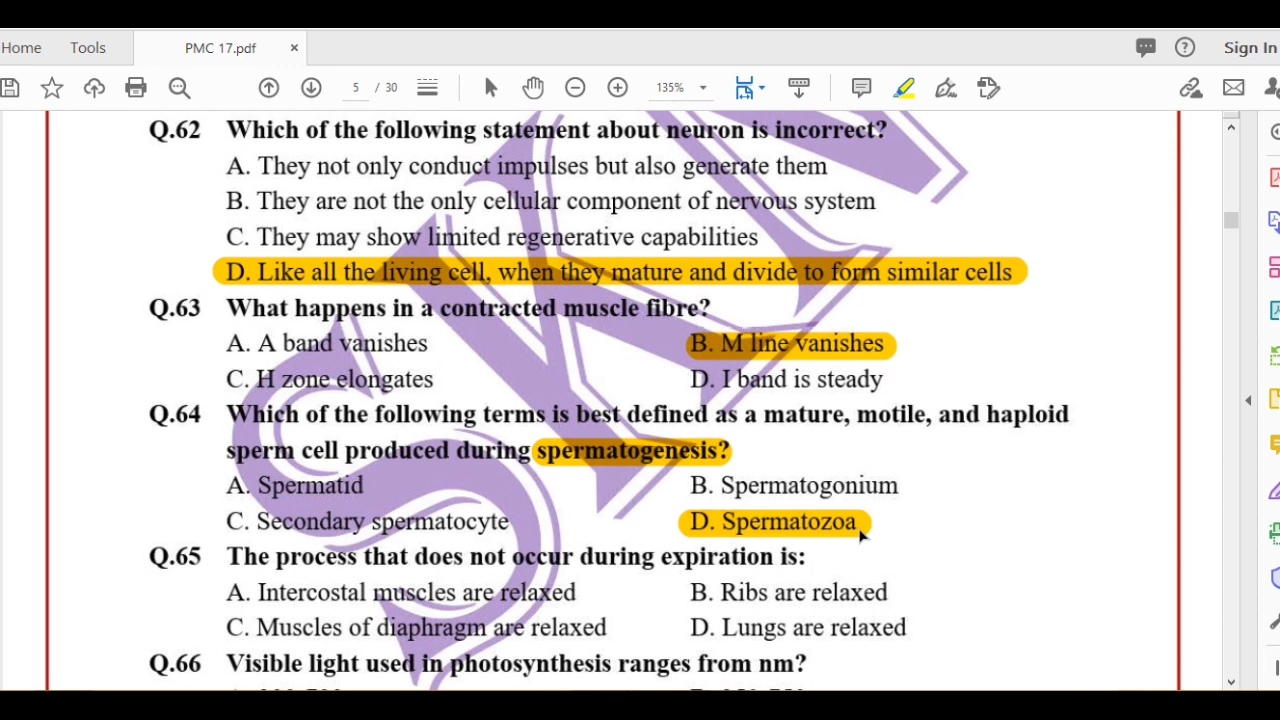 Home Tools PMC 17.pdf × Sign In
5 / 30 135%
Q.62 Which of the following statement about neuron is incorrect?
A. They not only conduct impulses but also generate them
B. They are not the only cellular component of nervous system
C. They may show limited regenerative capabilities
D. Like all the living cell, when they mature and divide to form similar cells
Q.63 What happens in a contracted muscle fibre?
A. A band vanishes B. M line vanishes
C. H zone elongates D. I band is steady
Q.64 Which of the following terms is best defined as a mature, motile, and haploid
sperm cell produced during spermatogenesis?
A. Spermatid B. Spermatogonium
C. Secondary spermatocyte D. Spermatozoa
Q.65 The process that does not occur during expiration is:
A. Intercostal muscles are relaxed B. Ribs are relaxed
C. Muscles of diaphragm are relaxed D. Lungs are relaxed
Q.66 Visible light used in photosynthesis ranges from nm?